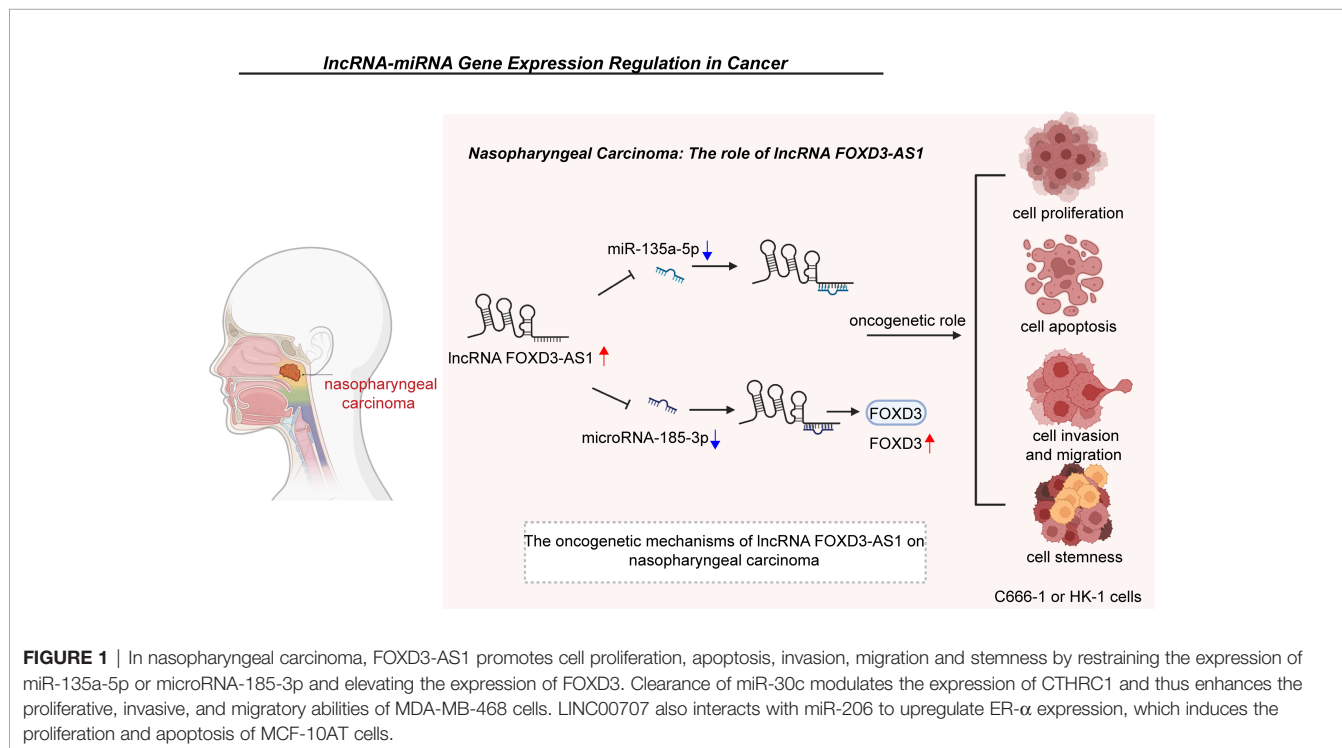 lncRNA-miRNA Gene Expression Regulation in Cancer
Nasopharyngeal Carcinoma: The role of lncRNA FOXD3-AS1
cell proliferation
miR-135a-5p
cell apoptosis
oncogenetic role
lncRNA FOXD3-AS1
nasopharyngeal
carcinoma
FOXD3
microRNA-185-3p
FOXD3
cell invasion
and migration
The oncogenetic mechanisms of lncRNA FOXD3-AS1 on
nasopharyngeal carcinoma
cell stemness
C666-1 or HK-1 cells
FIGURE 1 | In nasopharyngeal carcinoma, FOXD3-AS1 promotes cell proliferation, apoptosis, invasion, migration and stemness by restraining the expression of
miR-135a-5p or microRNA-185-3p and elevating the expression of FOXD3. Clearance of miR-30c modulates the expression of CTHRC1 and thus enhances the
proliferative, invasive, and migratory abilities of MDA-MB-468 cells. LINC00707 also interacts with miR-206 to upregulate ER-α expression, which induces the
proliferation and apoptosis of MCF-10AT cells.